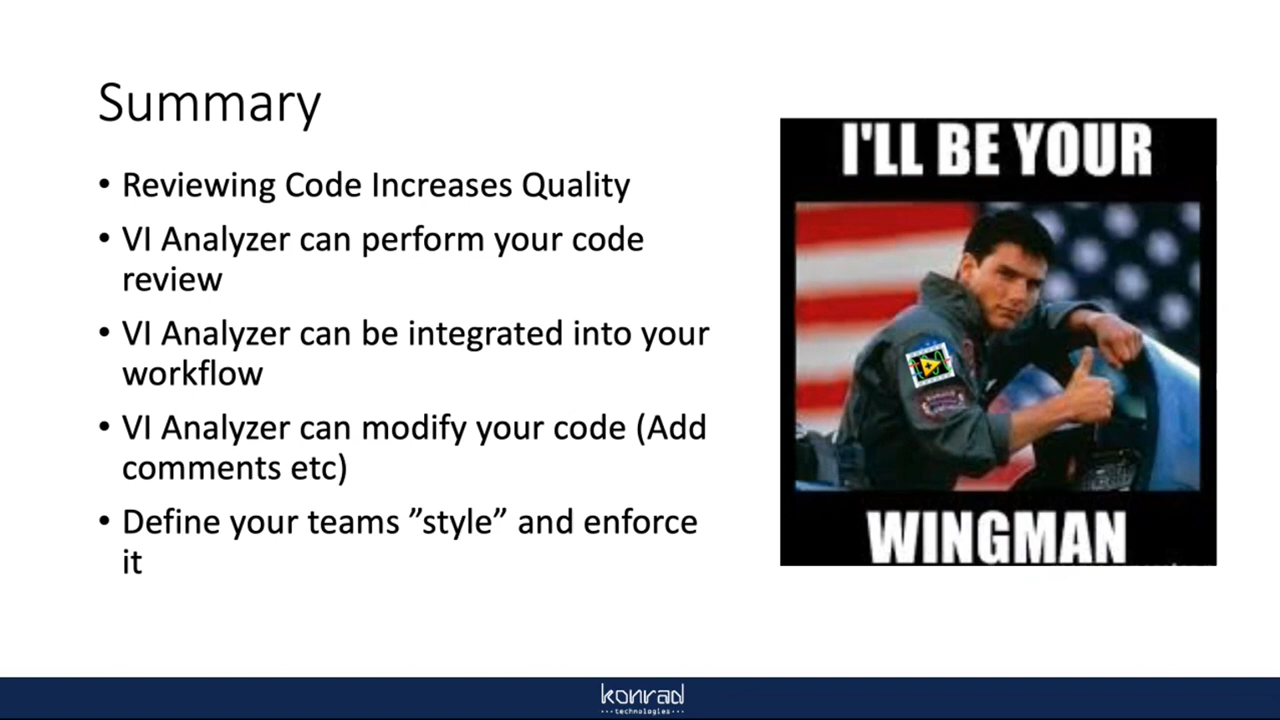 Summary
• Reviewing Code Increases Quality
• VI Analyzer can perform your code
review
• VI Analyzer can be integrated into your
workflow
• VI Analyzer can modify your code (Add
comments etc)
• Define your teams ”style” and enforce
it
I'LL BE YOUR
WINGMAN
konrad
technologies